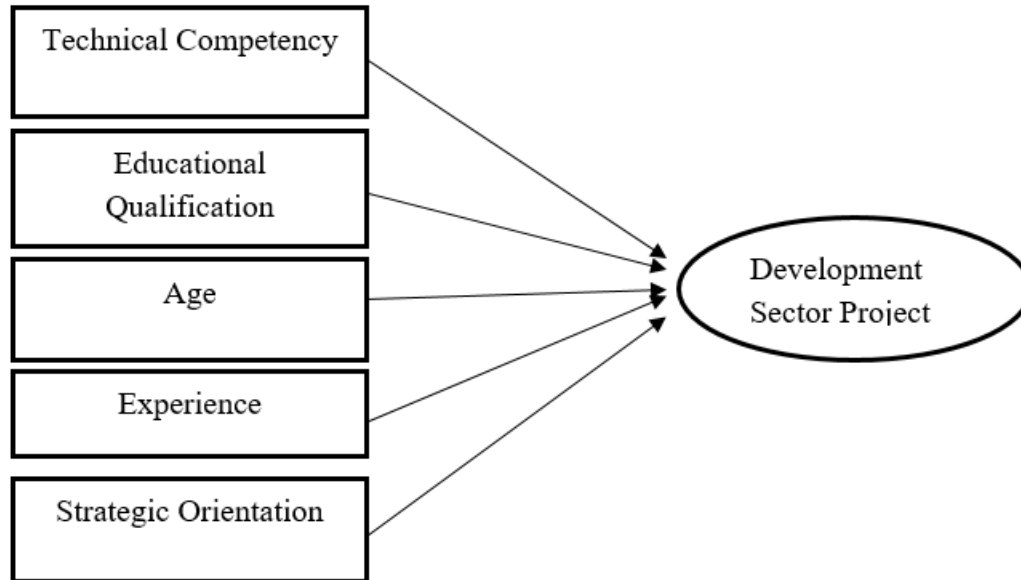 Technical Competency
Educational
Qualification
Age
Experience
Strategic Orientation
Development
Sector Project